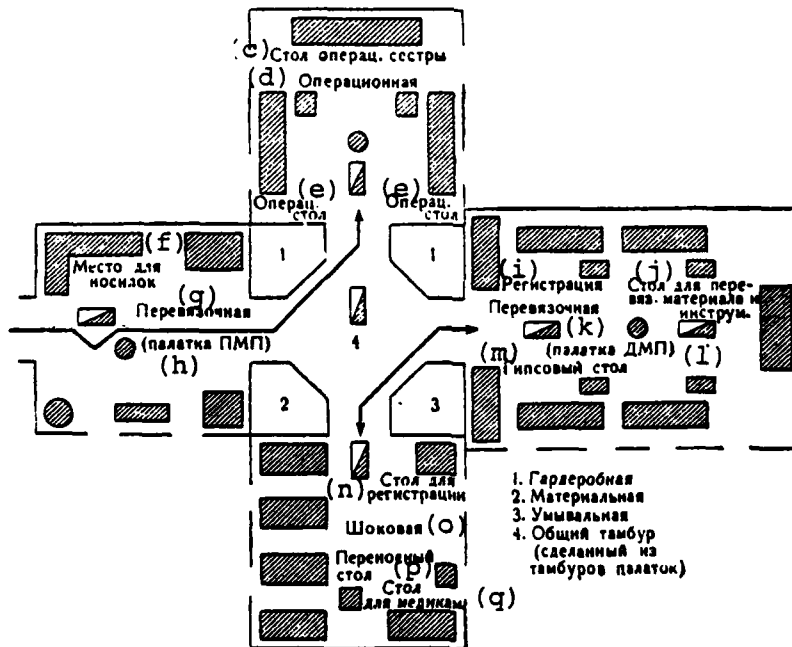 (c) Стол операц. сестры
(d) Операционная
(e) (e)
Операц. стол
Операц. стол
(f)
Место для носилок
(g)
Перевязочная
(палатка ПМП)
(h)
1
1
4
2
3
(i) (j)
Регистрация
Стол для перевяз. материала и инструм.
Перевязочная (k)
(m) (палатка ДМП) (l)
Гипсовый стол
(n) Стол для регистрации
Шоковая (o)
Переносный стол (p)
Стол для медикам. (q)
1. Гардеробная
2. Материальная
3. Умывальная
4. Общий тамбур
(сделанный из
тамбуров палаток)